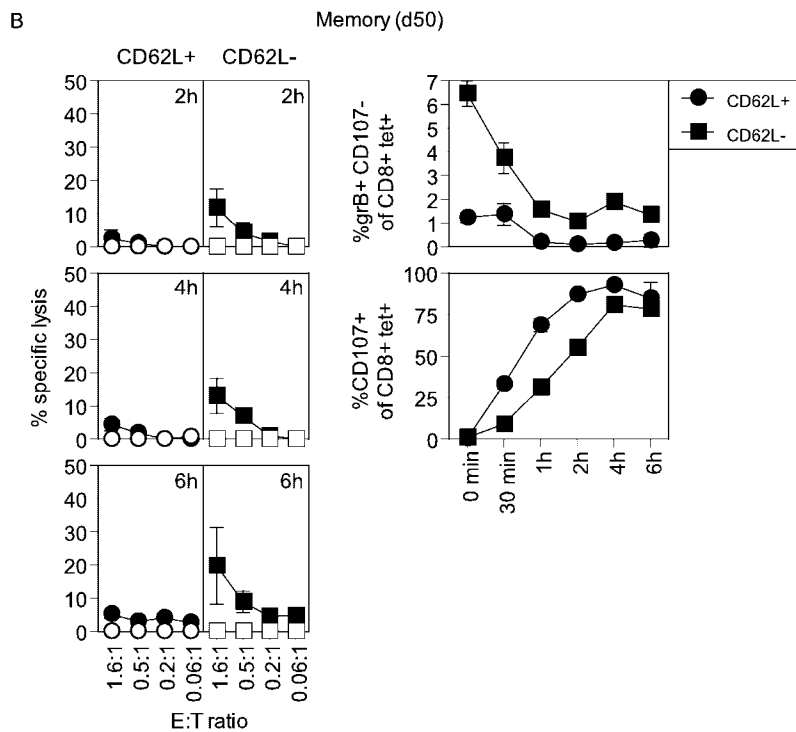 B
Memory (d50)
CD62L+ CD62L-
% specific lysis
50 2h 2h
40
30
20
10
0
50 4h 4h
40
30
20
10
0
50 6h 6h
40
30
20
10
0
1.6:1 0.5:1 0.2:1 0.06:1 1.6:1 0.5:1 0.2:1 0.06:1
E:T ratio
%grB+ CD107-
of CD8+ tet+
7
6
5
4
3
2
1
0
CD62L+
CD62L-
%CD107+
of CD8+ tet+
100
75
50
25
0
0 min 30 min 1h 2h 4h 6h